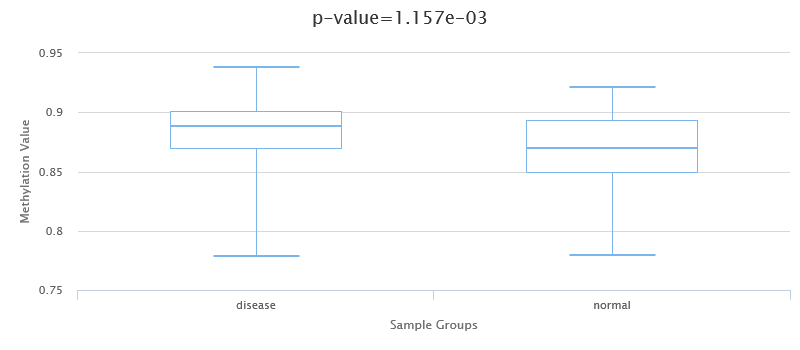 p-value=1.157e-03
0.95
0.9
0.85
0.8
0.75
Methylation Value
disease
normal
Sample Groups